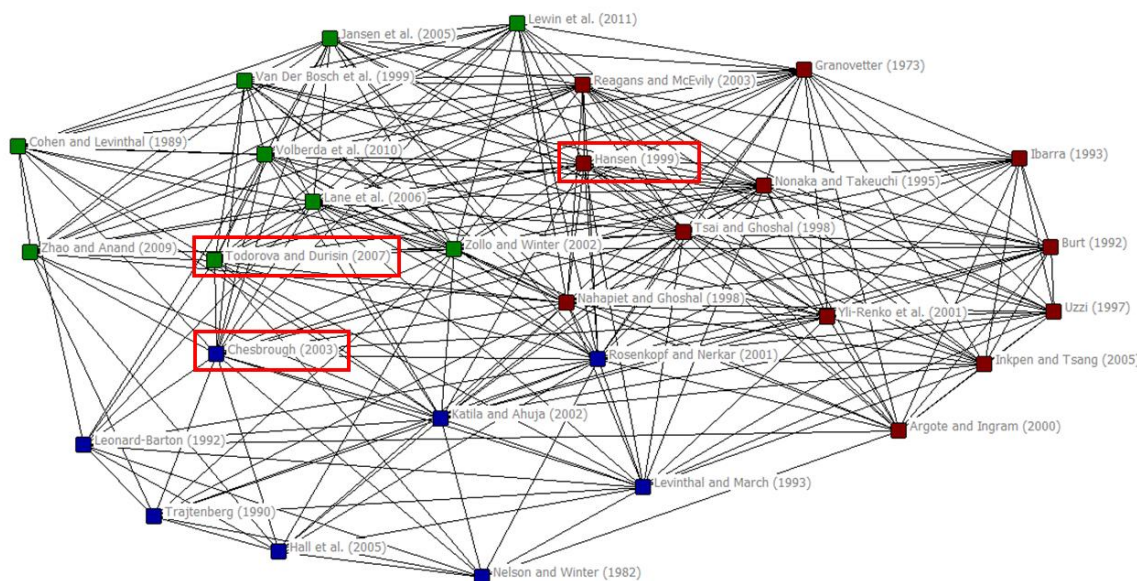 Lewin et al. (2011)
Jansen et al. (2005)
Granovetter (1973)
Van Der Bosch et al. (1999)
Reagans and McEvily (2003)
Cohen and Levinthal (1989)
Volberda et al. (2010)
Hansen (1999)
Ibarra (1993)
Nonaka and Takeuchi (1995)
Lane et al. (2006)
Tsai and Ghoshal (1998)
Zhao and Anand (2009)
Todorova and Durisin (2007)
Zollo and Winter (2002)
Burt (1992)
Nahapiet and Ghoshal (1998)
Yli-Renko et al. (2001)
Uzzi (1997)
Chesbrough (2003)
Rosenkopf and Nerkar (2001)
Inkpen and Tsang (2005)
Katila and Ahuja (2002)
Argote and Ingram (2000)
Leonard-Barton (1992)
Levinthal and March (1993)
Trajtenberg (1990)
Hall et al. (2005)
Nelson and Winter (1982)